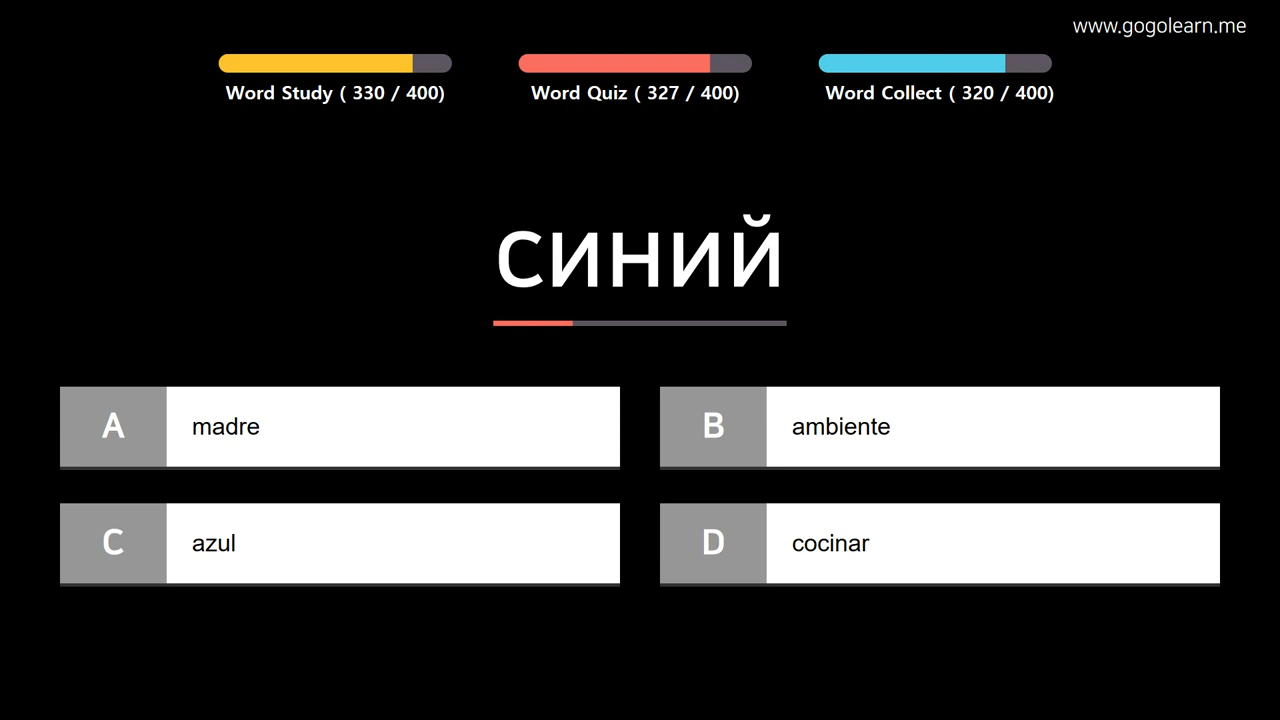 www.gogolearn.me
Word Study ( 330 / 400)
Word Quiz ( 327 / 400)
Word Collect ( 320 / 400)
синий
A madre
B ambiente
C azul
D cocinar